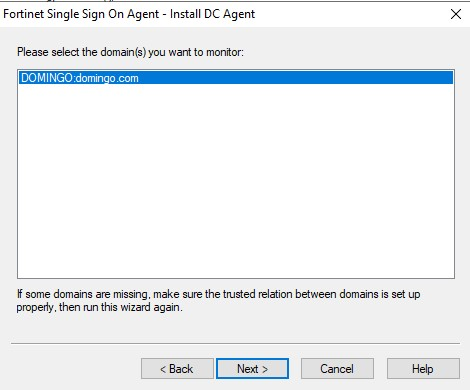 Fortinet Single Sign On Agent - Install DC Agent
Please select the domain(s) you want to monitor:
DOMINGO:domingo.com
If some domains are missing, make sure the trusted relation between domains is set up
properly, then run this wizard again.
< Back
Next >
Cancel
Help